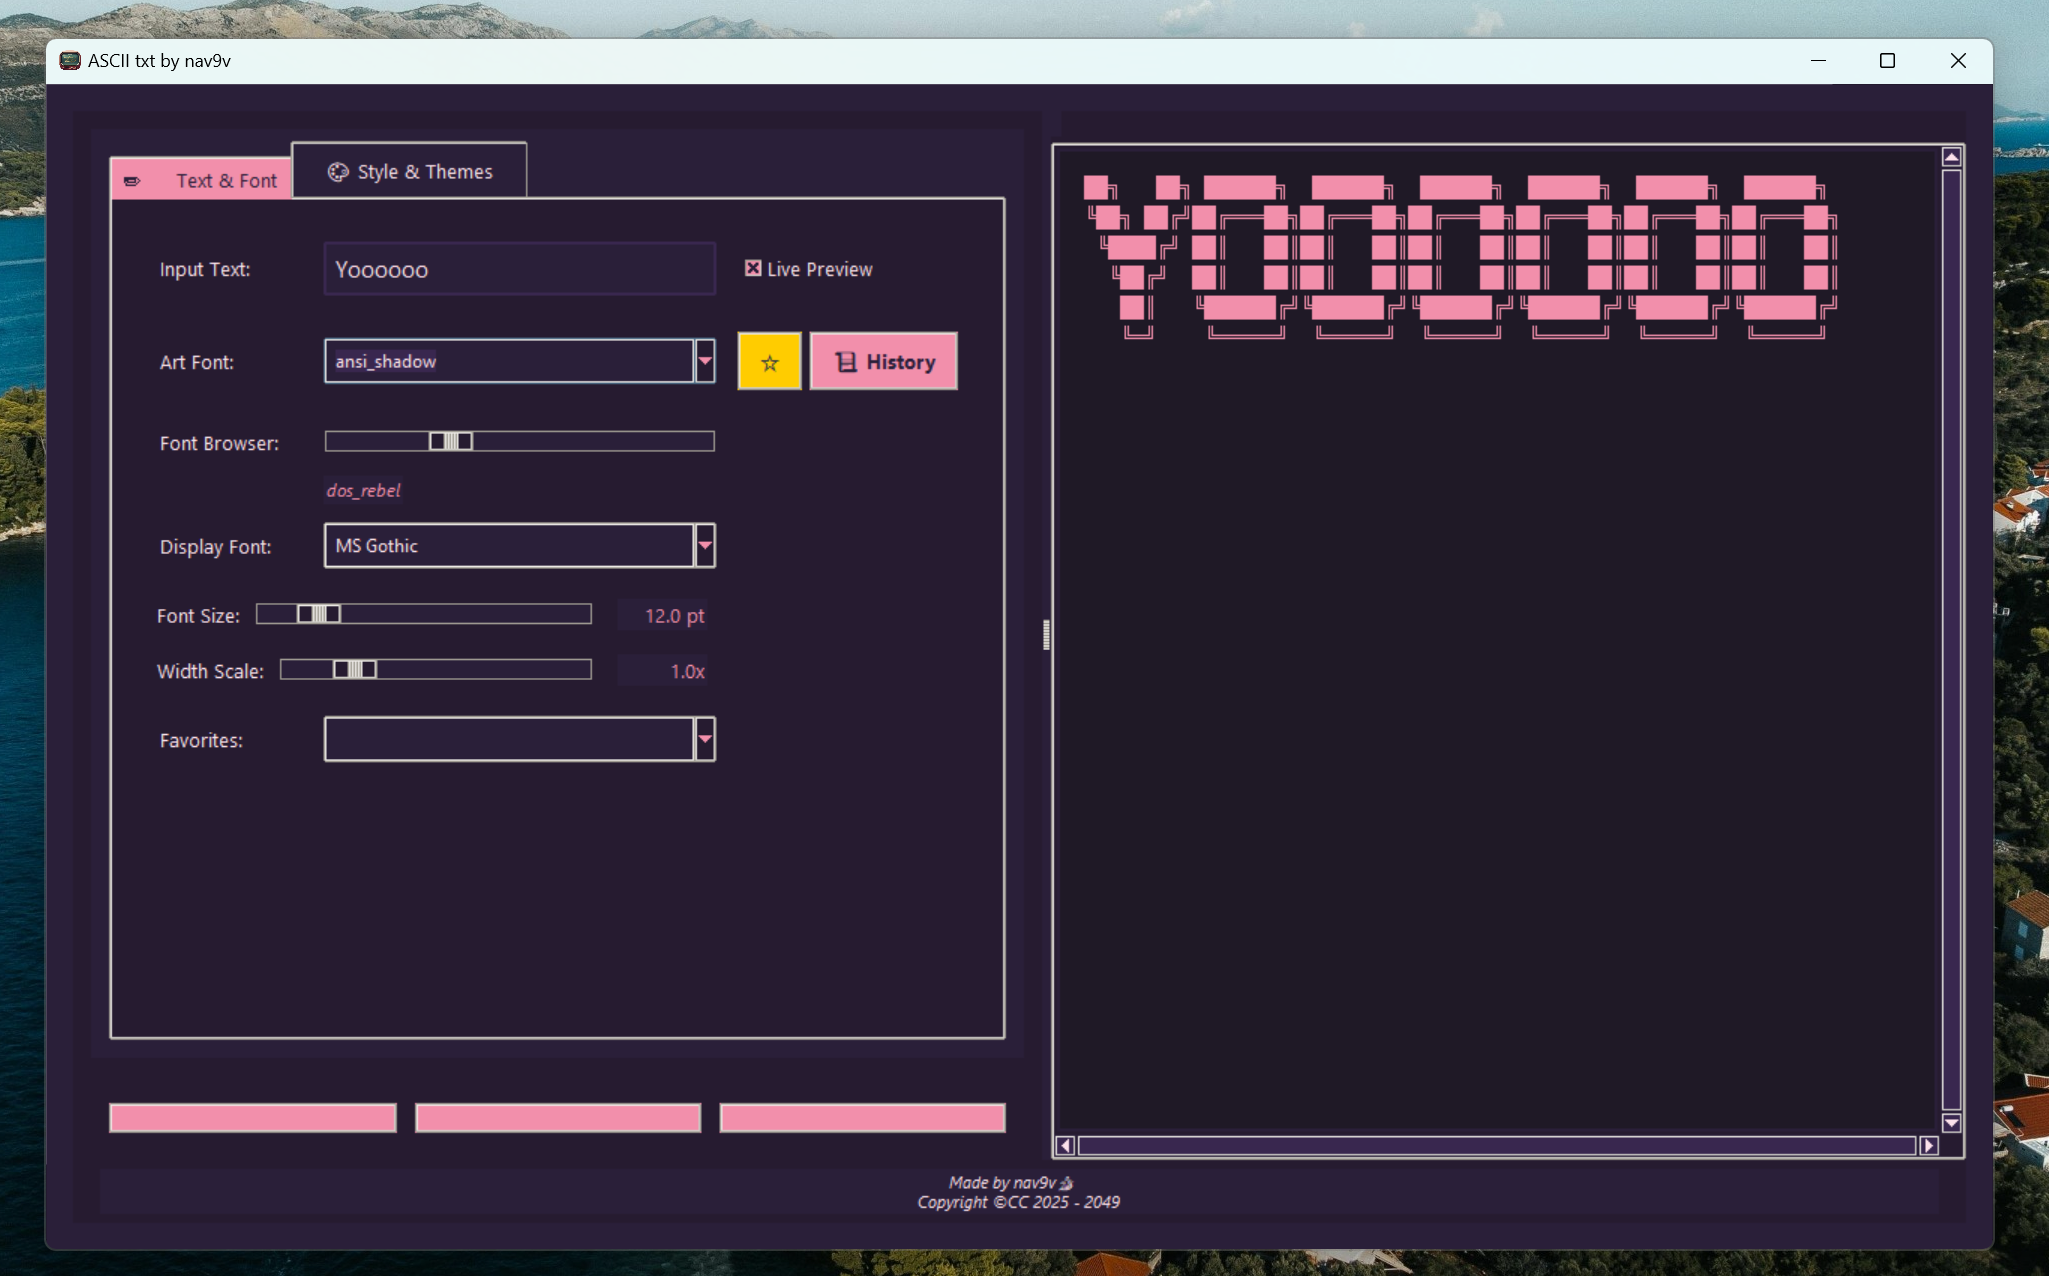 ASCII txt by nav9v
Text & Font
Style & Themes
Input Text:
Yoooooo
Live Preview
Art Font:
ansi_shadow
☆
History
Font Browser:
dos_rebel
Display Font:
MS Gothic
Font Size:
12.0 pt
Width Scale:
1.0x
Favorites:
YOOOOOO
Made by nav9v
Copyright ©CC 2025 - 2049